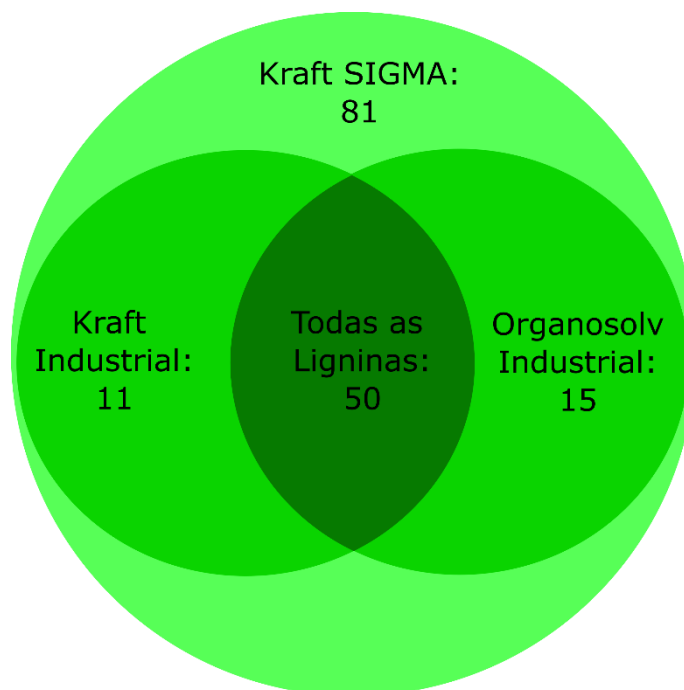 Kraft SIGMA:
81
Kraft
Industrial:
11
Todas as
Ligninas:
50
Organosolv
Industrial:
15